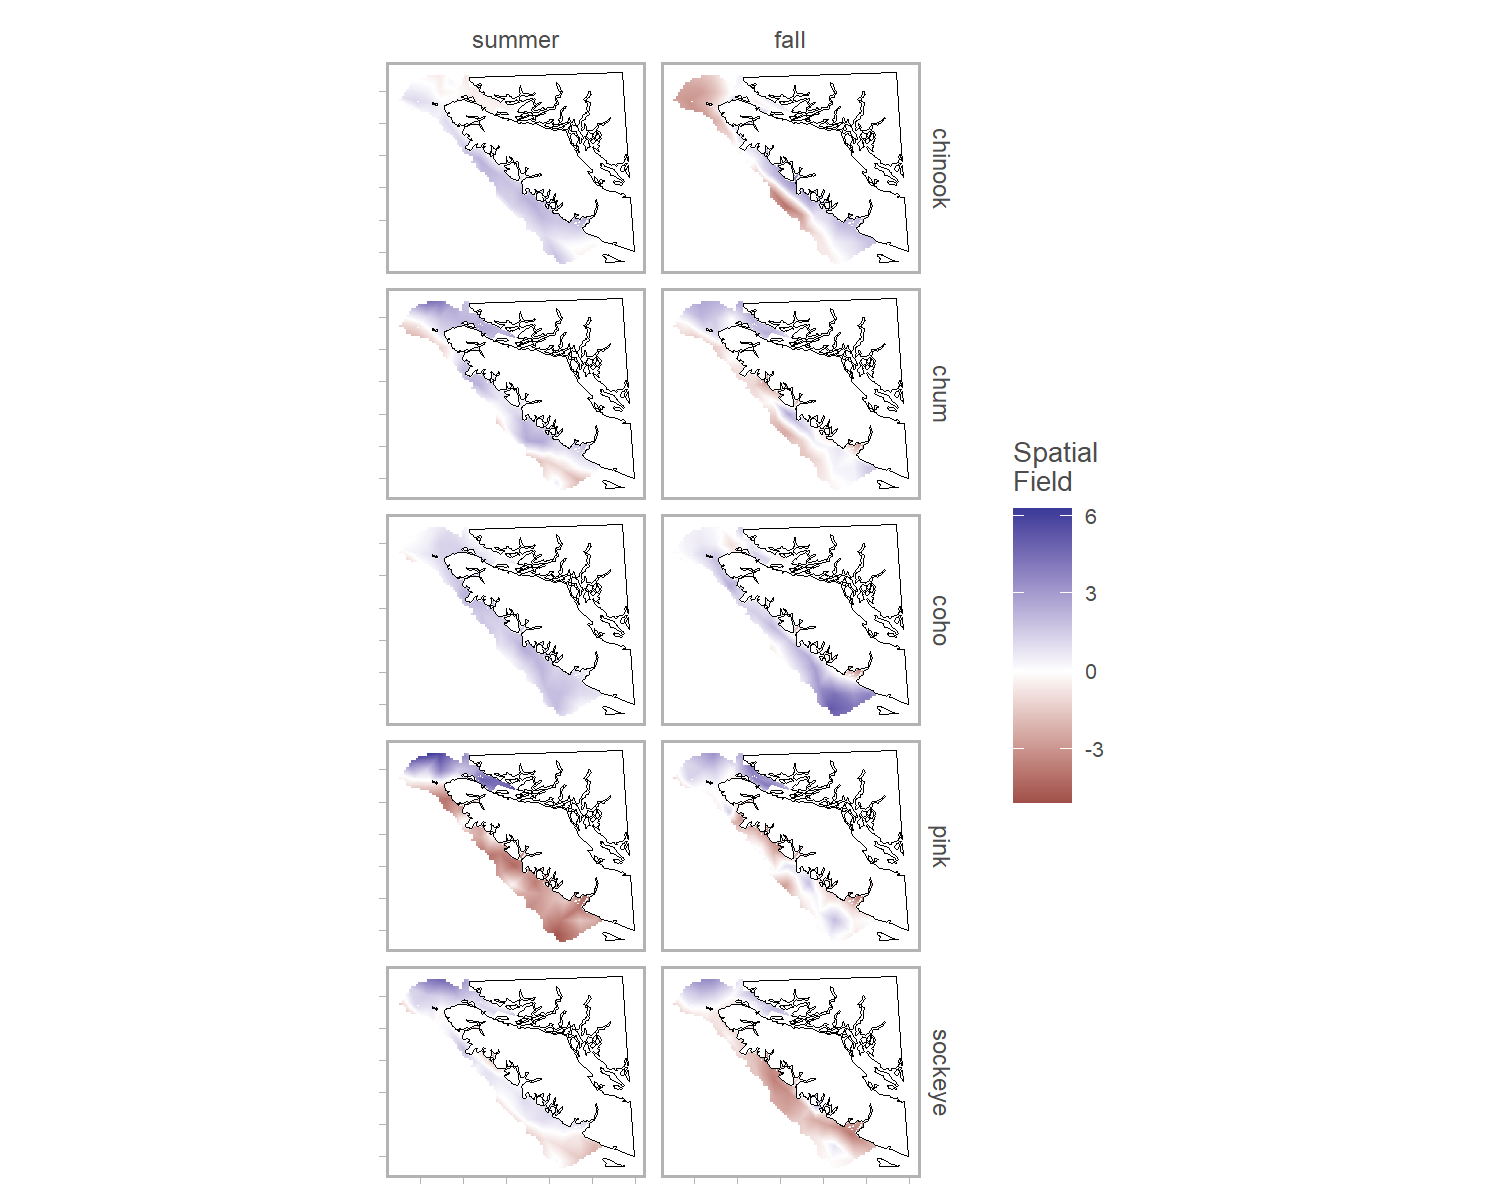 summer
fall
chinook
chum
coho
pink
sockeye
Spatial
Field
6
3
0
-3